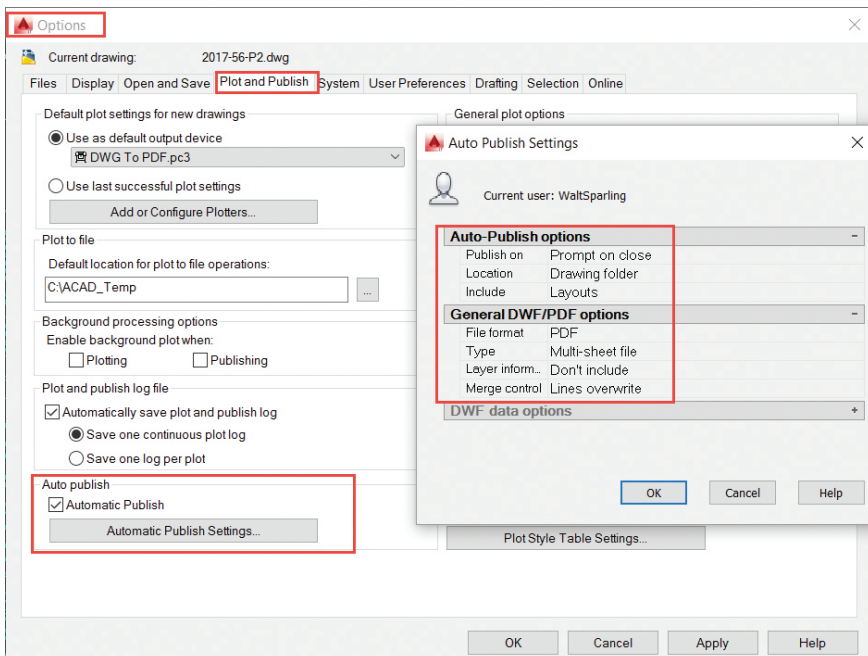 Options
Current drawing: 2017-56-P2.dwg
Files Display Open and Save Plot and Publish System User Preferences Drafting Selection Online
Default plot settings for new drawings
Use as default output device
DWG To PDF.pc3
Use last successful plot settings
Add or Configure Plotters...
Plot to file
Default location for plot to file operations:
C:\ACAD_Temp
...
Background processing options
Enable background plot when:
Plotting Publishing
Plot and publish log file
Automatically save plot and publish log
Save one continuous plot log
Save one log per plot
Auto publish
Automatic Publish
Automatic Publish Settings...
General plot options
Auto Publish Settings
Current user: WaltSparling
Auto-Publish options
Publish on Prompt on close
Location Drawing folder
Include Layouts
General DWF/PDF options
File format PDF
Type Multi-sheet file
Layer inform... Don't include
Merge control Lines overwrite
DWF data options
OK Cancel Help
Plot Style Table Settings...
OK Cancel Apply Help